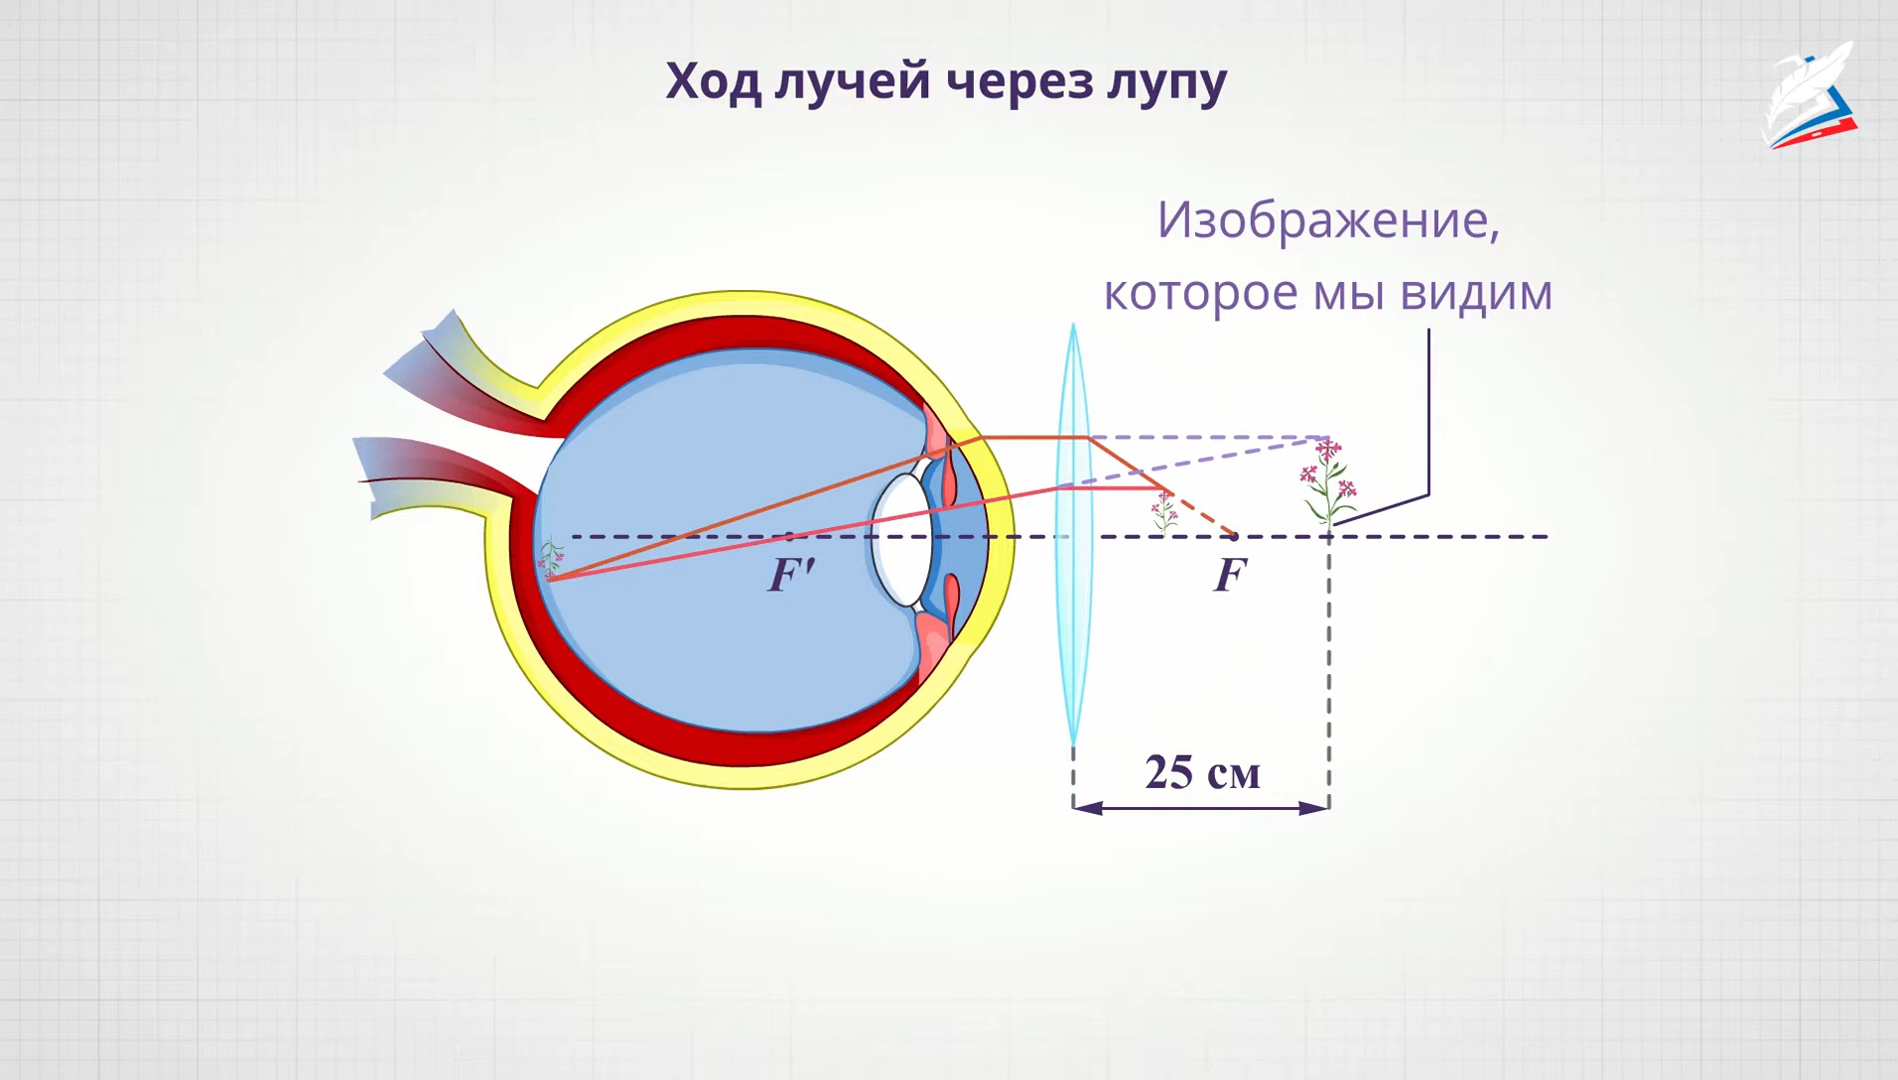 Ход лучей через лупу
Изображение,
которое мы видим
F′
F
25 см